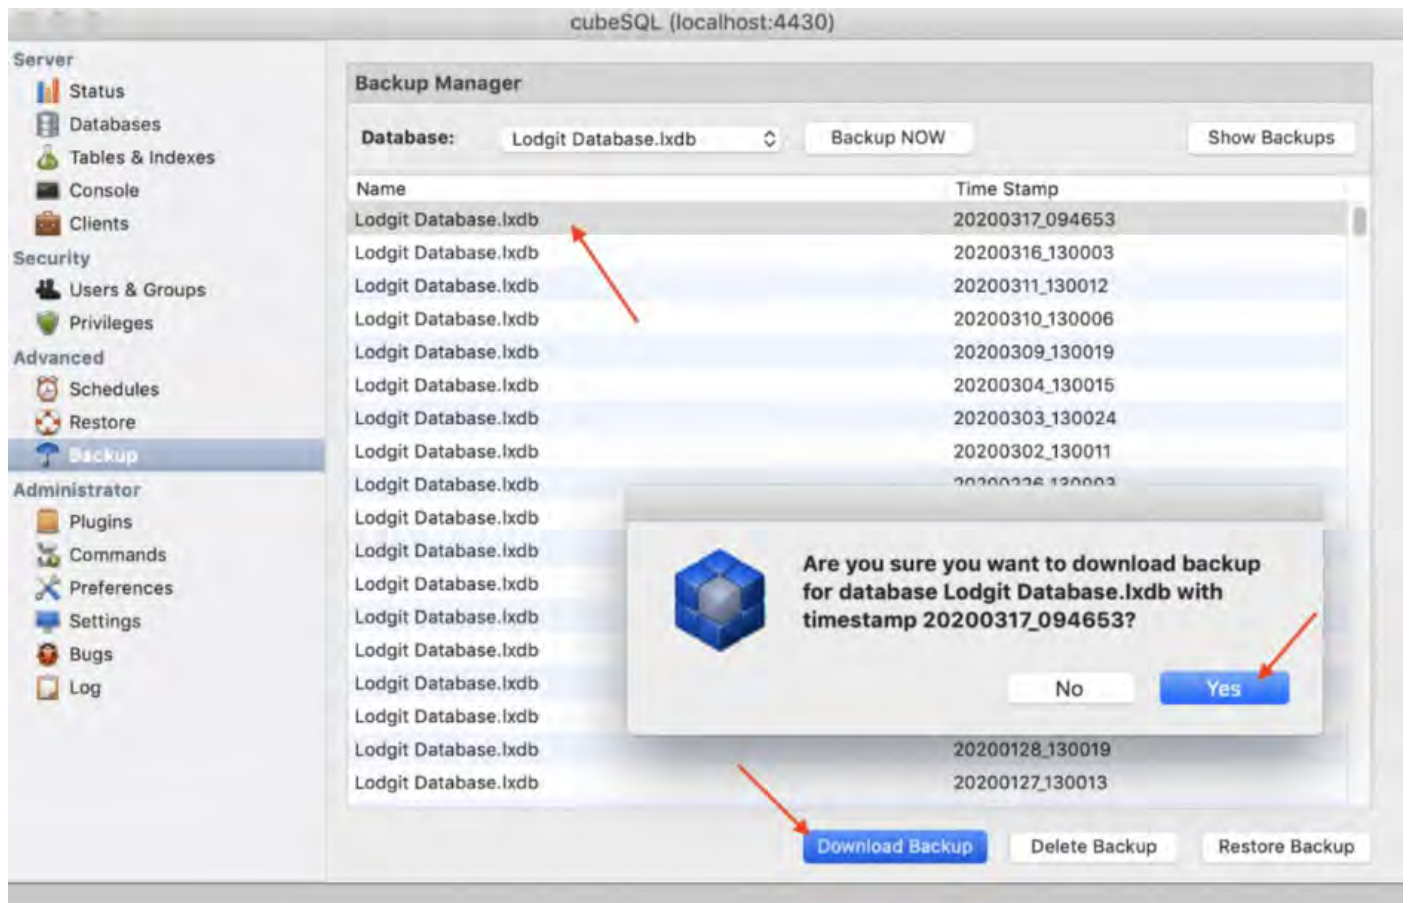 cubeSQL (localhost:4430)
Server
Status
Databases
Tables & Indexes
Console
Clients
Security
Users & Groups
Privileges
Advanced
Schedules
Restore
Backup
Administrator
Plugins
Commands
Preferences
Settings
Bugs
Log
Backup Manager
Database: Lodgit Database.lxdb Backup NOW Show Backups
Name Time Stamp
Lodgit Database.lxdb 20200317_094653
Lodgit Database.lxdb 20200316_130003
Lodgit Database.lxdb 20200311_130012
Lodgit Database.lxdb 20200310_130006
Lodgit Database.lxdb 20200309_130019
Lodgit Database.lxdb 20200304_130015
Lodgit Database.lxdb 20200303_130024
Lodgit Database.lxdb 20200302_130011
Lodgit Database.lxdb
Lodgit Database.lxdb
Lodgit Database.lxdb
Lodgit Database.lxdb
Lodgit Database.lxdb
Lodgit Database.lxdb
Lodgit Database.lxdb
Lodgit Database.lxdb
Lodgit Database.lxdb 20200128_130019
Lodgit Database.lxdb 20200127_130013
Are you sure you want to download backup
for database Lodgit Database.lxdb with
timestamp 20200317_094653?
No Yes
Download Backup Delete Backup Restore Backup